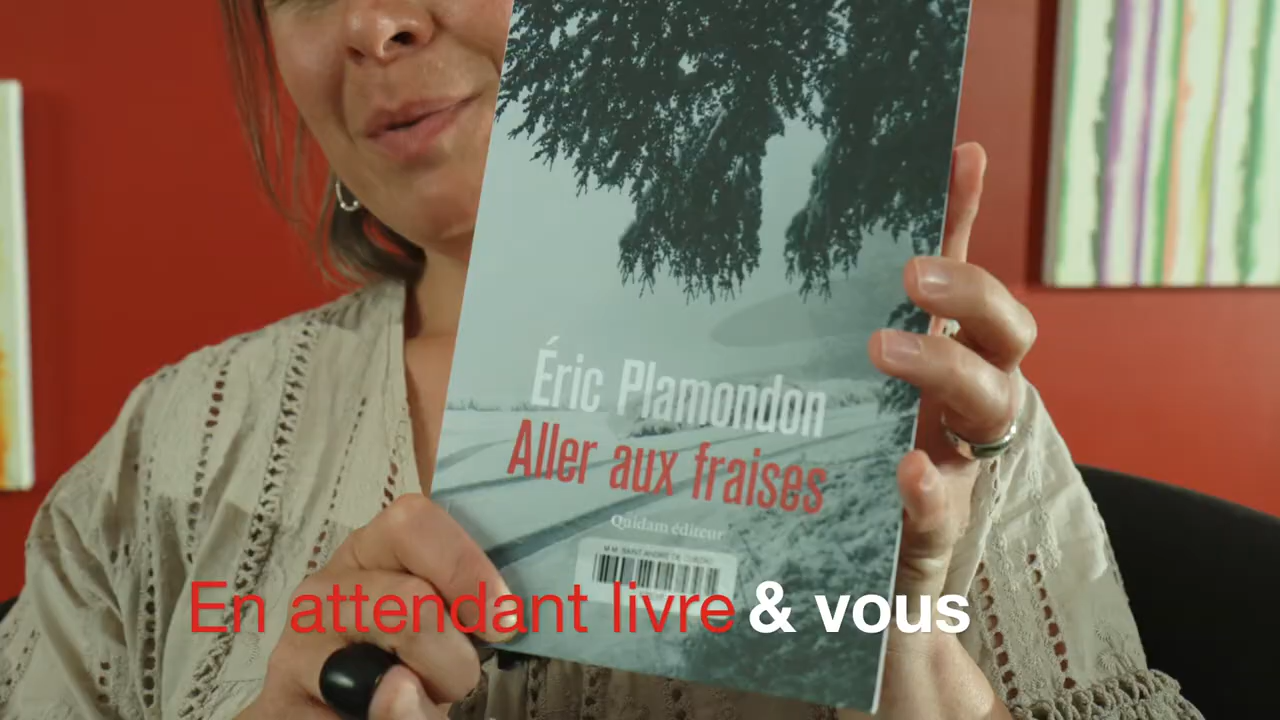 Éric Plamondon
Aller aux fraises
Quidam éditeur
En attendant livre & vous